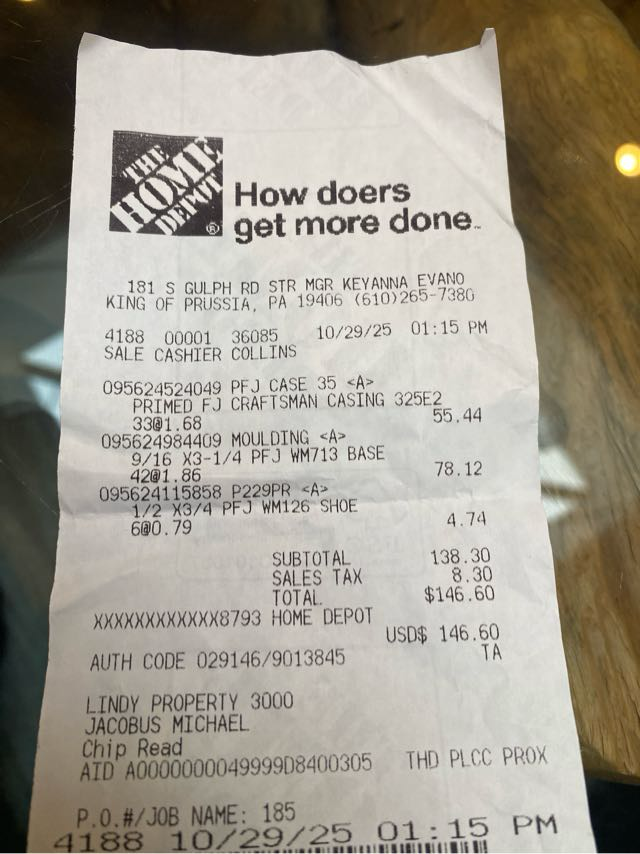 THE
HOME
DEPOT
®
How doers
get more done™
181 S GULPH RD STR MGR KEYANNA EVANO
KING OF PRUSSIA, PA 19406 (610)265-7380
4188 00001 36085 10/29/25 01:15 PM
SALE CASHIER COLLINS
095624524049 PFJ CASE 35 <A>
PRIMED FJ CRAFTSMAN CASING 325E2
33@1.68 55.44
095624984409 MOULDING <A>
9/16 X3-1/4 PFJ WM713 BASE
42@1.86 78.12
095624115858 P229PR <A>
1/2 X3/4 PFJ WM126 SHOE
6@0.79 4.74
SUBTOTAL 138.30
SALES TAX 8.30
TOTAL $146.60
XXXXXXXXXXXX8793 HOME DEPOT
USD$ 146.60
AUTH CODE 029146/9013845 TA
LINDY PROPERTY 3000
JACOBUS MICHAEL
Chip Read
AID A0000000049999D8400305 THD PLCC PROX
P.O.#/JOB NAME: 185
4188 10/29/25 01:15 PM